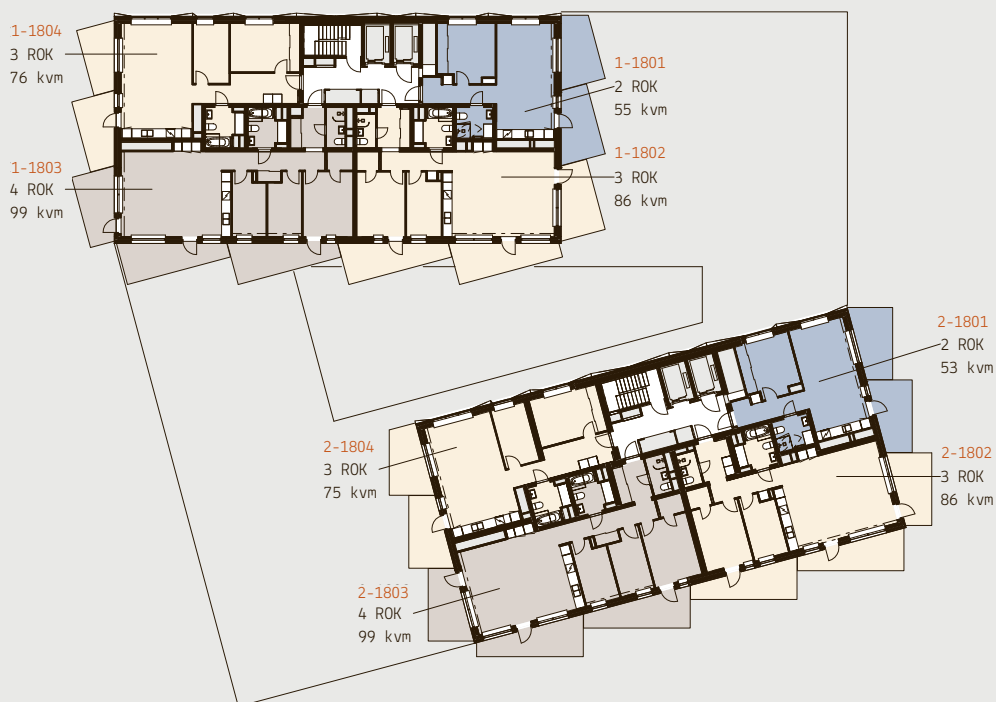 1-1804
3 ROK
76 kvm
1-1801
2 ROK
55 kvm
1-1803
4 ROK
99 kvm
1-1802
3 ROK
86 kvm
2-1801
2 ROK
53 kvm
2-1804
3 ROK
75 kvm
2-1802
3 ROK
86 kvm
2-1803
4 ROK
99 kvm